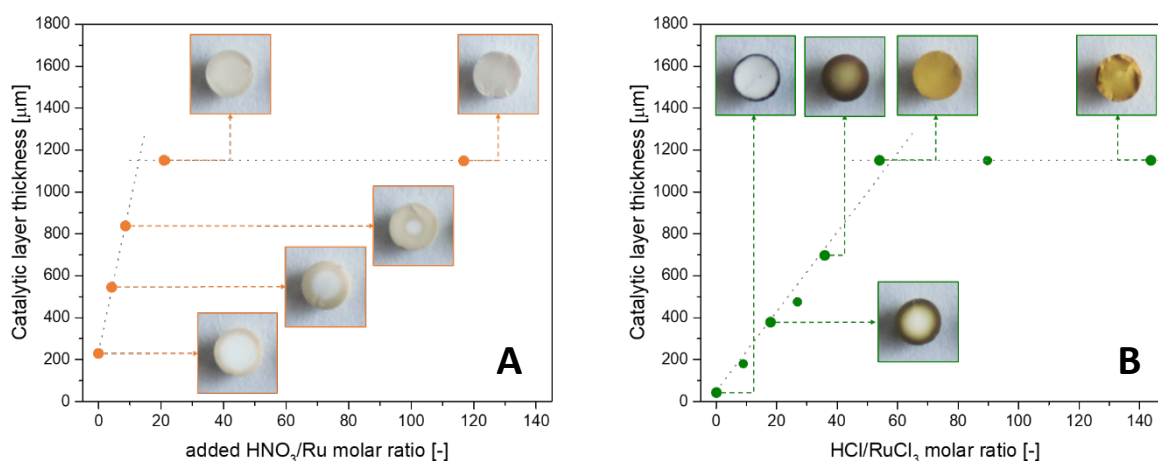 1800
1600
1400
1200
1000
800
600
400
200
0
0 20 40 60 80 100 120 140
Catalytic layer thickness [μm]
added HNO₃/Ru molar ratio [-]
A
1800
1600
1400
1200
1000
800
600
400
200
0
0 20 40 60 80 100 120 140
Catalytic layer thickness [μm]
HCl/RuCl₃ molar ratio [-]
B